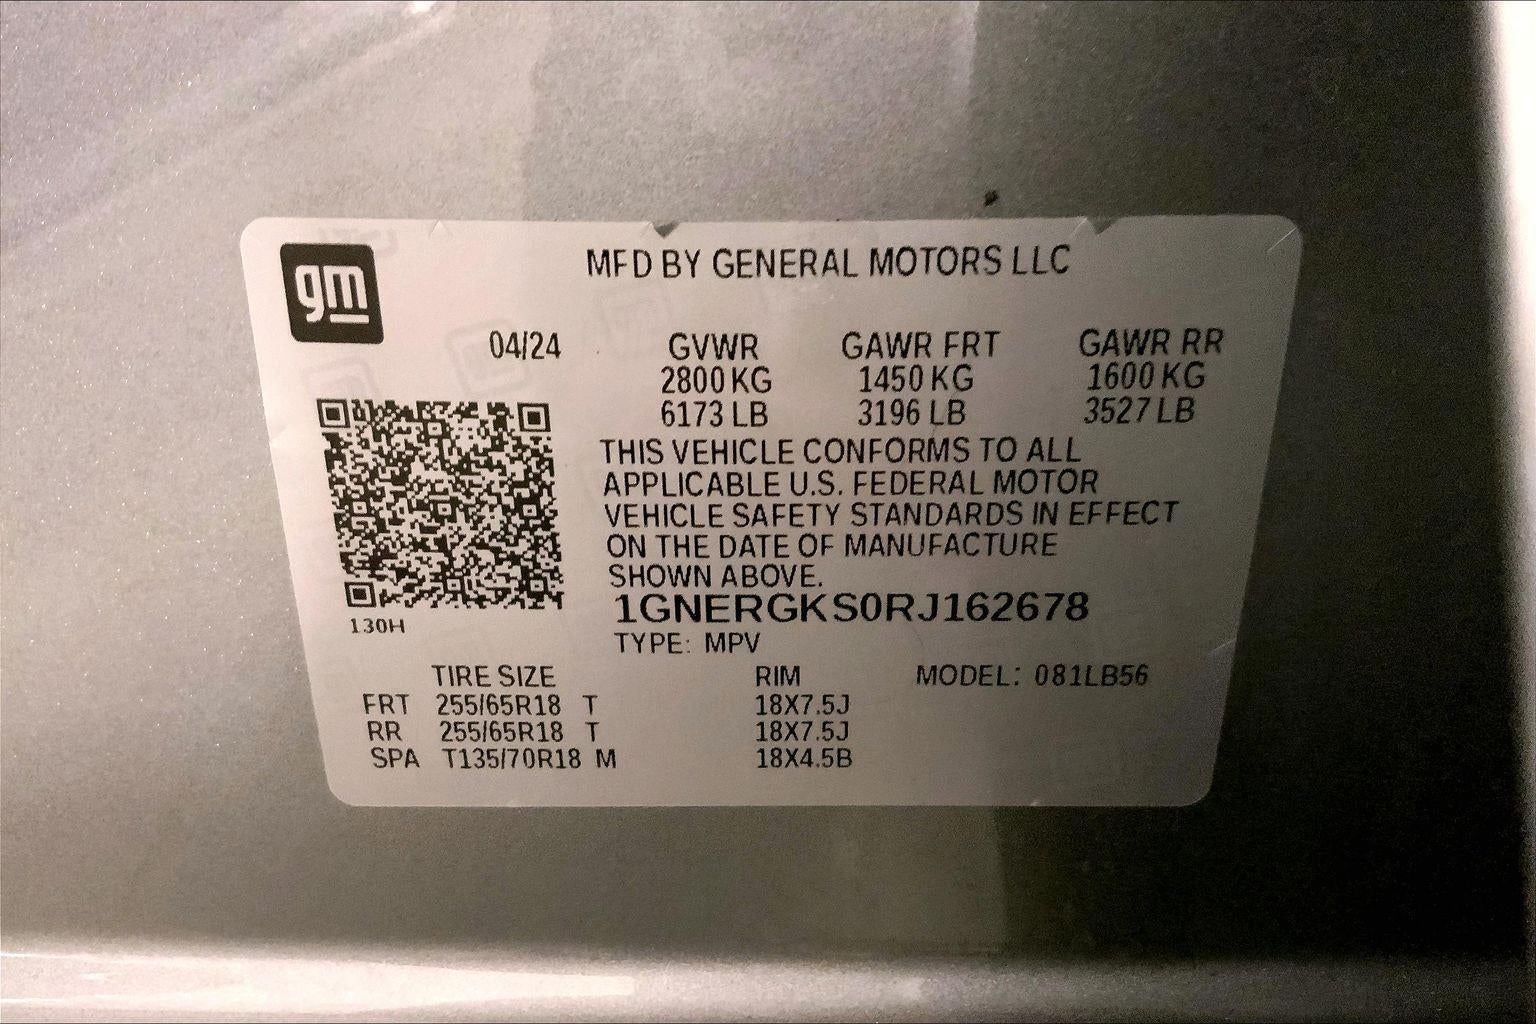 gm
MFD BY GENERAL MOTORS LLC
04/24 GVWR GAWR FRT GAWR RR
2800 KG 1450 KG 1600 KG
6173 LB 3196 LB 3527 LB
THIS VEHICLE CONFORMS TO ALL
APPLICABLE U.S. FEDERAL MOTOR
VEHICLE SAFETY STANDARDS IN EFFECT
ON THE DATE OF MANUFACTURE
SHOWN ABOVE.
1GNERGKS0RJ162678
130H
TYPE: MPV
TIRE SIZE RIM MODEL: 081LB56
FRT 255/65R18 T 18X7.5J
RR 255/65R18 T 18X7.5J
SPA T135/70R18 M 18X4.5B